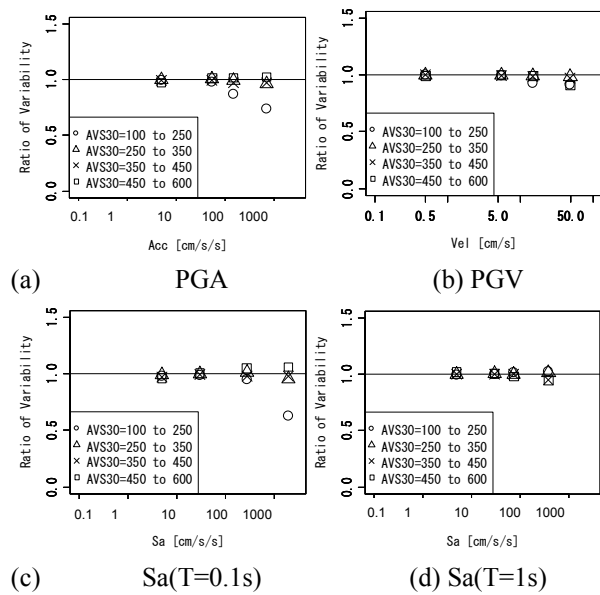 Ratio of Variability
1.5
1.0
0.5
0.0
AVS30=100 to 250
AVS30=250 to 350
AVS30=350 to 450
AVS30=450 to 600
0.1 1 10 100 1000
Acc [cm/s/s]
(a) PGA
Ratio of Variability
1.5
1.0
0.5
0.0
AVS30=100 to 250
AVS30=250 to 350
AVS30=350 to 450
AVS30=450 to 600
0.1 0.5 5.0 50.0
Vel [cm/s]
(b) PGV
Ratio of Variability
1.5
1.0
0.5
0.0
AVS30=100 to 250
AVS30=250 to 350
AVS30=350 to 450
AVS30=450 to 600
0.1 1 10 100 1000
Sa [cm/s/s]
(c) Sa(T=0.1s)
Ratio of Variability
1.5
1.0
0.5
0.0
AVS30=100 to 250
AVS30=250 to 350
AVS30=350 to 450
AVS30=450 to 600
0.1 1 10 100 1000
Sa [cm/s/s]
(d) Sa(T=1s)